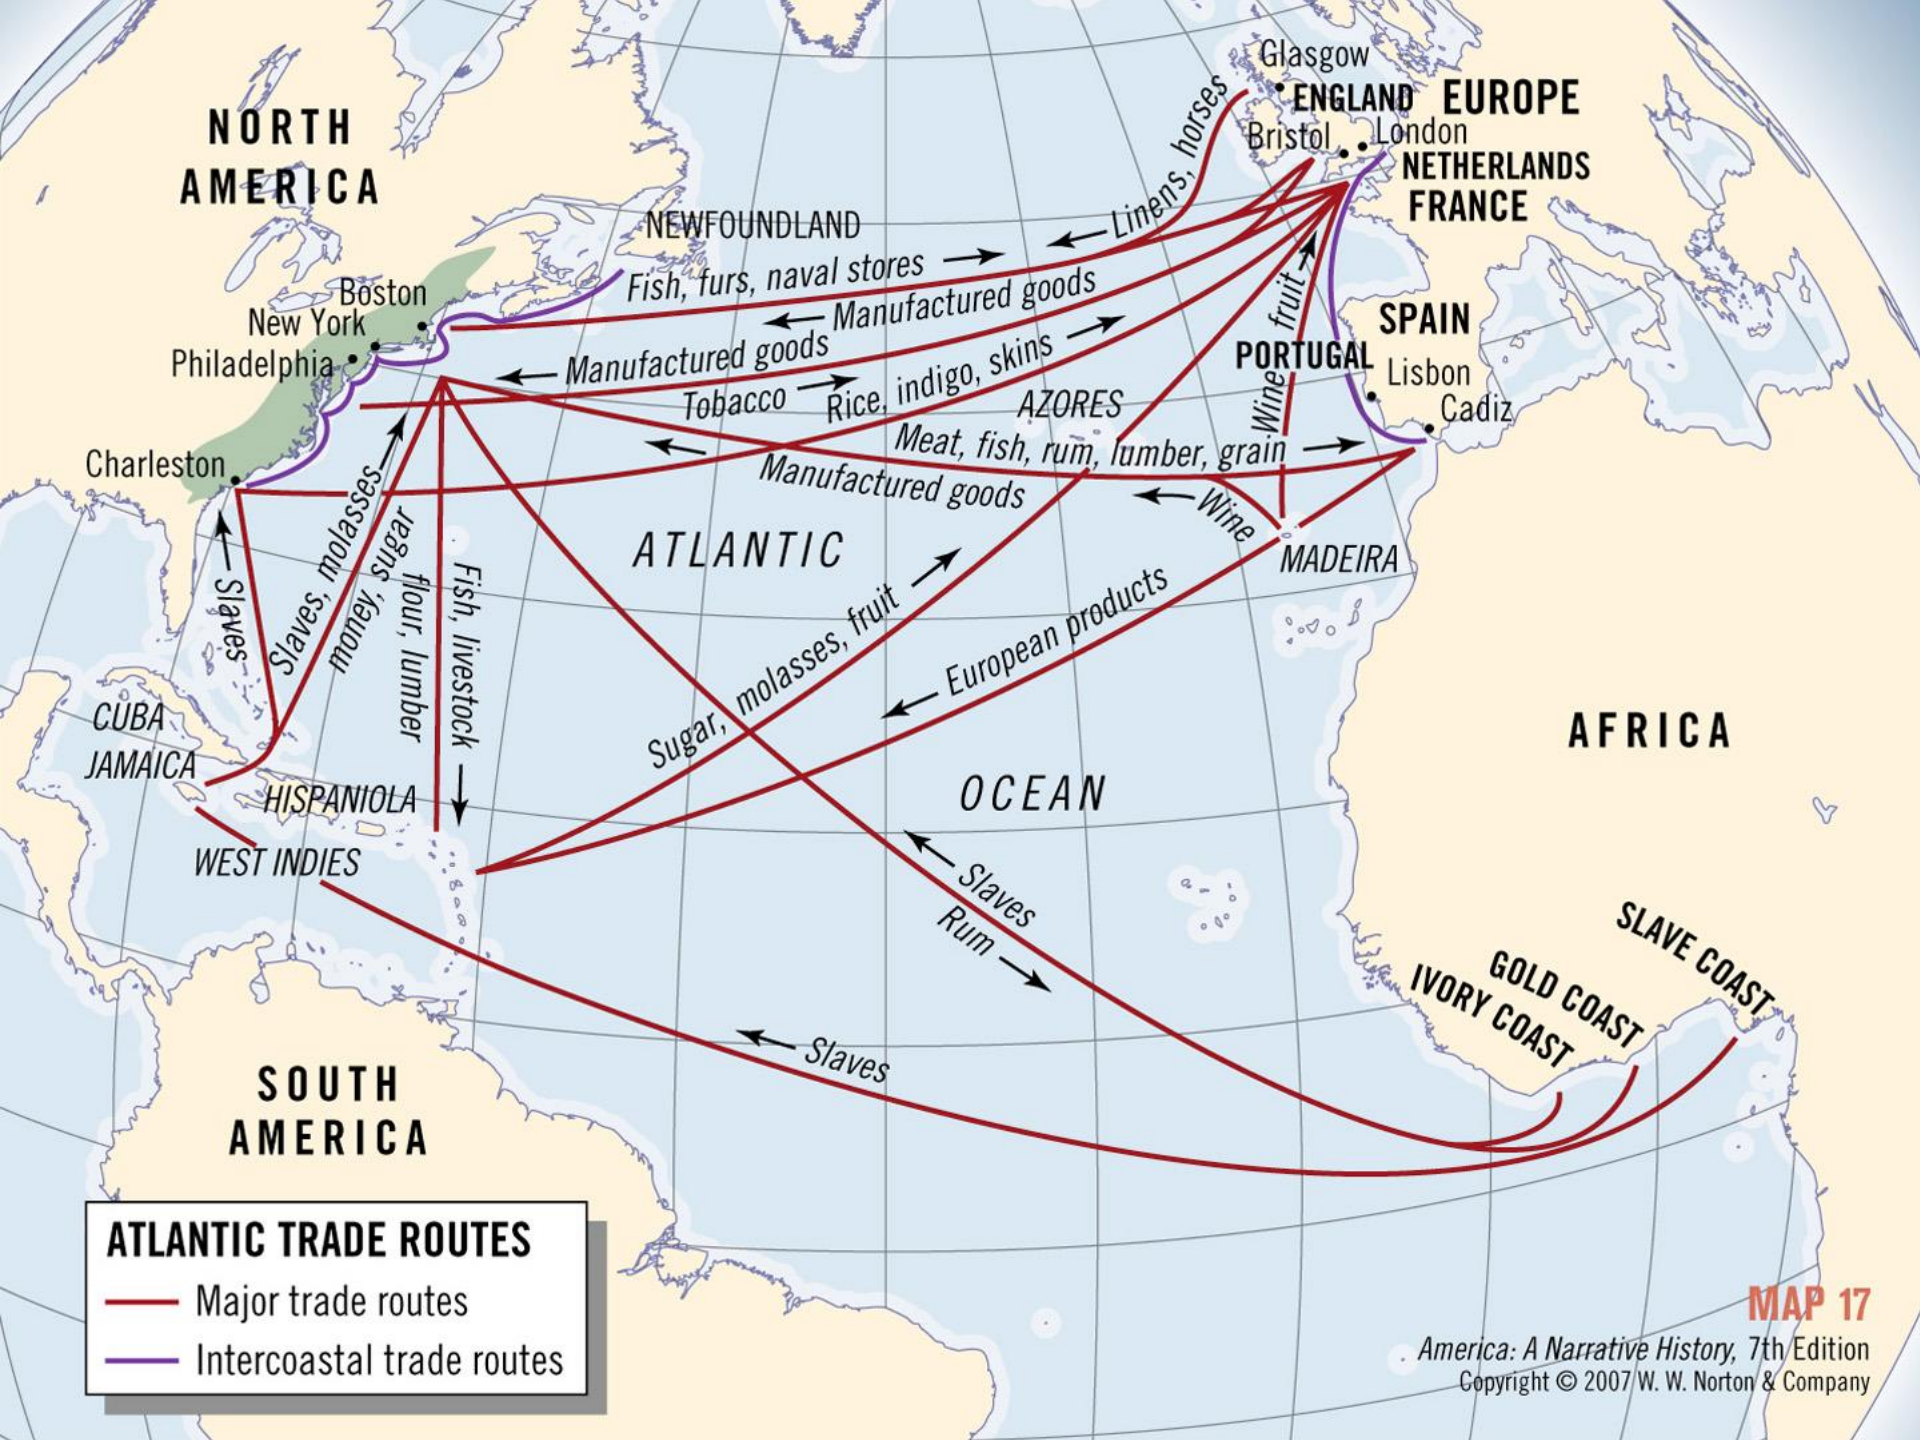 Glasgow
ENGLAND
EUROPE
Bristol
London
NETHERLANDS
FRANCE
NORTH
AMERICA
NEWFOUNDLAND
Linens, horses
Fish, furs, naval stores
Manufactured goods
Boston
New York
Philadelphia
Manufactured goods
Tobacco
Rice, indigo, skins
Wine, fruit
SPAIN
PORTUGAL
Lisbon
Cadiz
AZORES
Charleston
Meat, fish, rum, lumber, grain
Manufactured goods
Wine
MADEIRA
ATLANTIC
Slaves
Slaves, molasses,
money, sugar
flour, lumber
Fish, livestock
Sugar, molasses, fruit
European products
CUBA
JAMAICA
HISPANIOLA
WEST INDIES
AFRICA
OCEAN
Slaves
Rum
SLAVE COAST
GOLD COAST
IVORY COAST
Slaves
SOUTH
AMERICA
ATLANTIC TRADE ROUTES
Major trade routes
Intercoastal trade routes
MAP 17
America: A Narrative History, 7th Edition
Copyright © 2007 W. W. Norton & Company